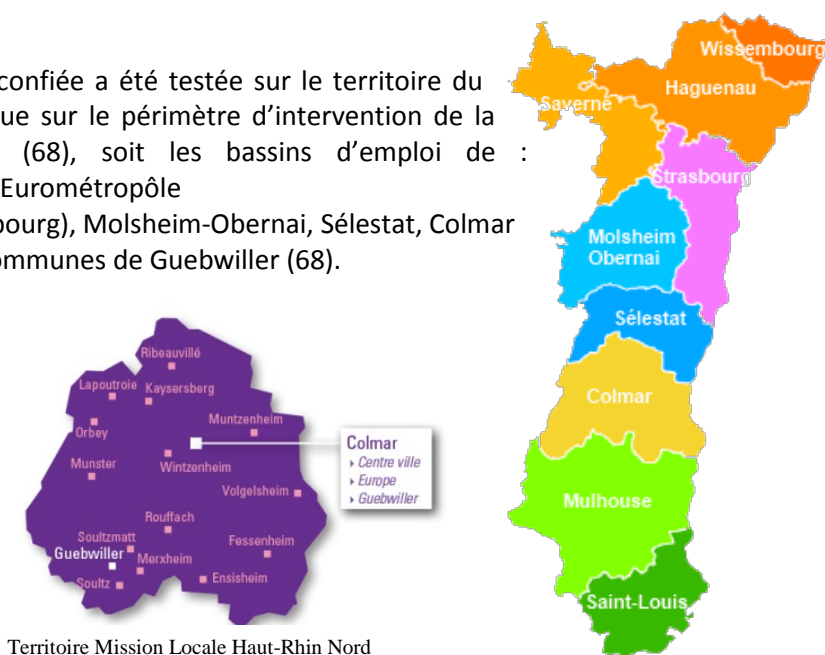 confiée a été testée sur le territoire du
ue sur le périmètre d’intervention de la
(68), soit les bassins d’emploi de :
Eurométropôle
bourg), Molsheim-Obernai, Sélestat, Colmar
ommunes de Guebwiller (68).
Wissembourg
Haguenau
Saverne
Strasbourg
Molsheim
Obernai
Sélestat
Colmar
Mulhouse
Saint-Louis
Ribeauvillé
Lapoutroie
Kaysersberg
Orbey
Muntzenheim
Munster
Wintzenheim
Volgelsheim
Rouffach
Soultzmatt
Fessenheim
Guebwiller
Merxheim
Soultz
Ensisheim
Colmar
▸ Centre ville
▸ Europe
▸ Guebwiller
Territoire Mission Locale Haut-Rhin Nord